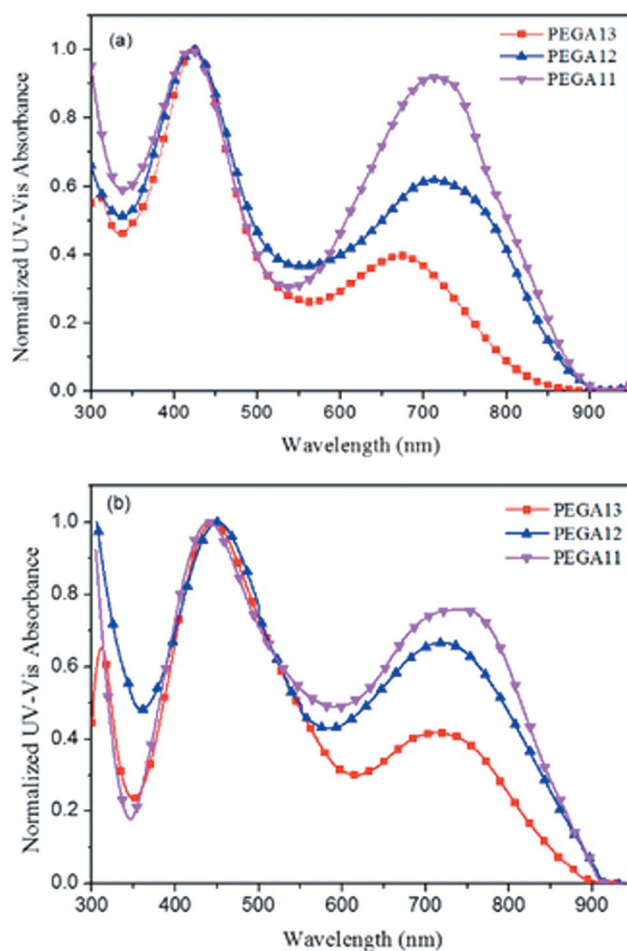 (a)
PEGA13
PEGA12
PEGA11
Normalized UV-Vis Absorbance
1.0
0.8
0.6
0.4
0.2
0.0
300 400 500 600 700 800 900
Wavelength (nm)
(b)
PEGA13
PEGA12
PEGA11
Normalized UV-Vis Absorbance
1.0
0.8
0.6
0.4
0.2
0.0
300 400 500 600 700 800 900
Wavelength (nm)